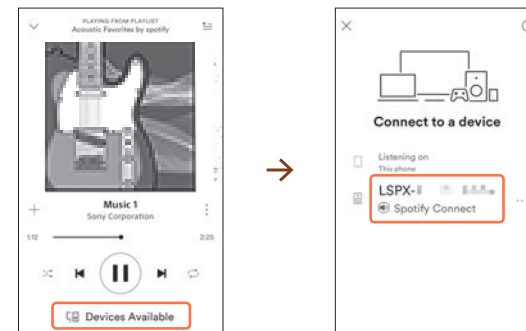 PLAYING FROM PLAYLIST
Acoustic Favorites by spotify
Music 1
Sony Corporation
1:12
2:25
Devices Available
Connect to a device
Listening on
This phone
LSPX-
Spotify Connect